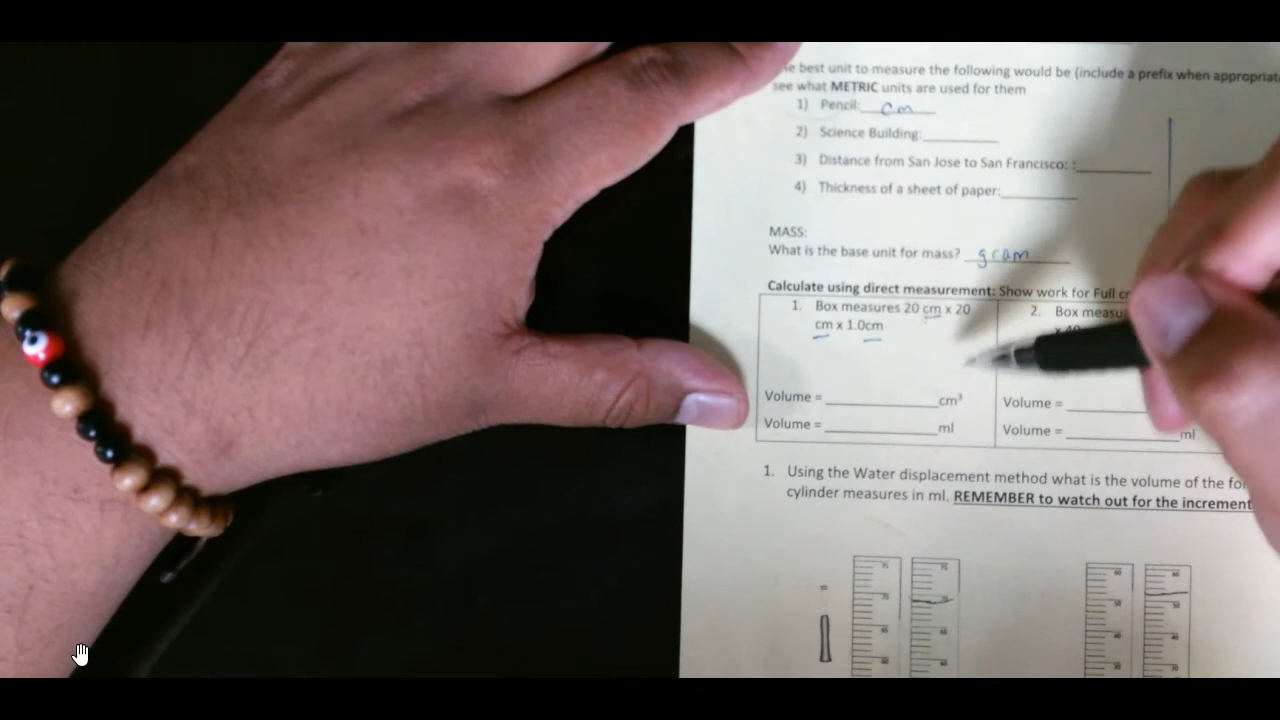 e best unit to measure the following would be (include a prefix when appropriat
see what METRIC units are used for them
1) Pencil: cm
2) Science Building:
3) Distance from San Jose to San Francisco: :
4) Thickness of a sheet of paper:
MASS:
What is the base unit for mass? gram
Calculate using direct measurement: Show work for Full cr
1. Box measures 20 cm x 20
cm x 1.0cm
Volume = cm³
Volume = ml
2. Box measu
x 40
Volume =
Volume = ml
1. Using the Water displacement method what is the volume of the fo
cylinder measures in ml. REMEMBER to watch out for the increment